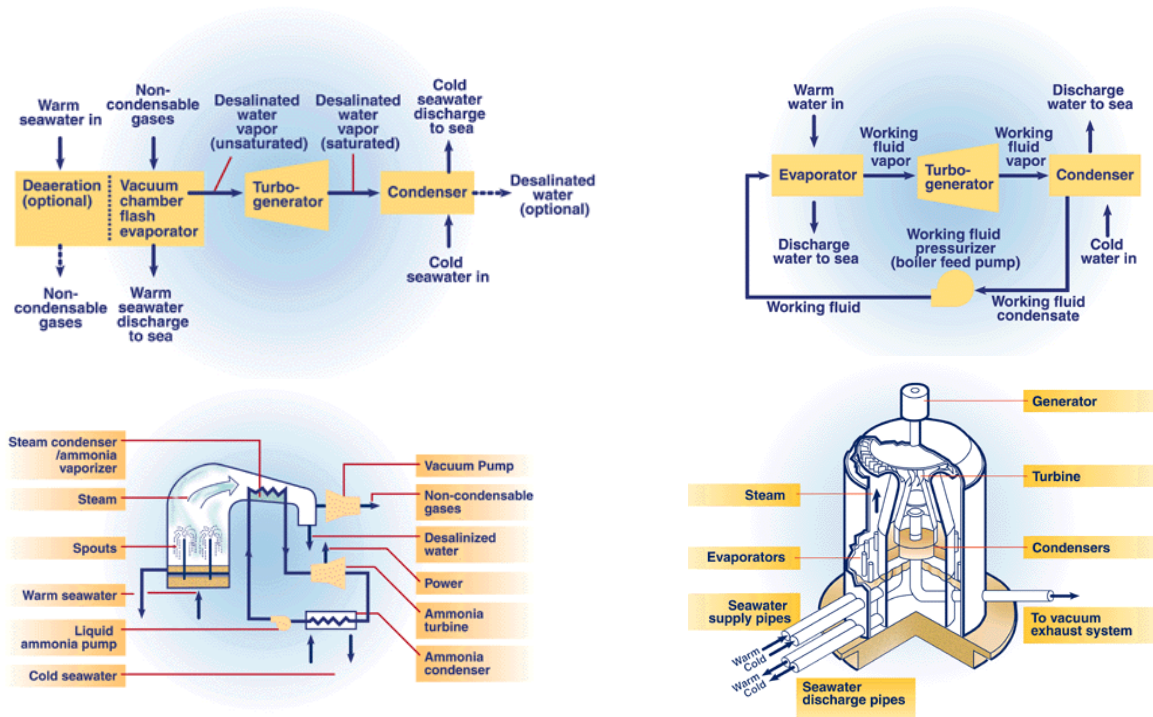 Warm
seawater in
Non-
condensable
gases
Desalinated
water
vapor
(unsaturated)
Desalinated
water
vapor
(saturated)
Cold
seawater
discharge
to sea
Deaeration
(optional)
Vacuum
chamber
flash
evaporator
Turbo-
generator
Condenser
Desalinated
water
(optional)
Non-
condensable
gases
Warm
seawater
discharge
to sea
Cold
seawater in
Warm
water in
Discharge
water to sea
Working
fluid
vapor
Working
fluid
vapor
Evaporator
Turbo-
generator
Condenser
Discharge
water to sea
Working fluid
pressurizer
(boiler feed pump)
Cold
water in
Working fluid
Working fluid
condensate
Steam condenser
/ammonia
vaporizer
Steam
Spouts
Warm seawater
Liquid
ammonia pump
Cold seawater
Vacuum Pump
Non-condensable
gases
Desalinized
water
Power
Ammonia
turbine
Ammonia
condenser
Generator
Turbine
Steam
Evaporators
Condensers
Seawater
supply pipes
To vacuum
exhaust system
Warm
Cold
Warm
Cold
Seawater
discharge pipes